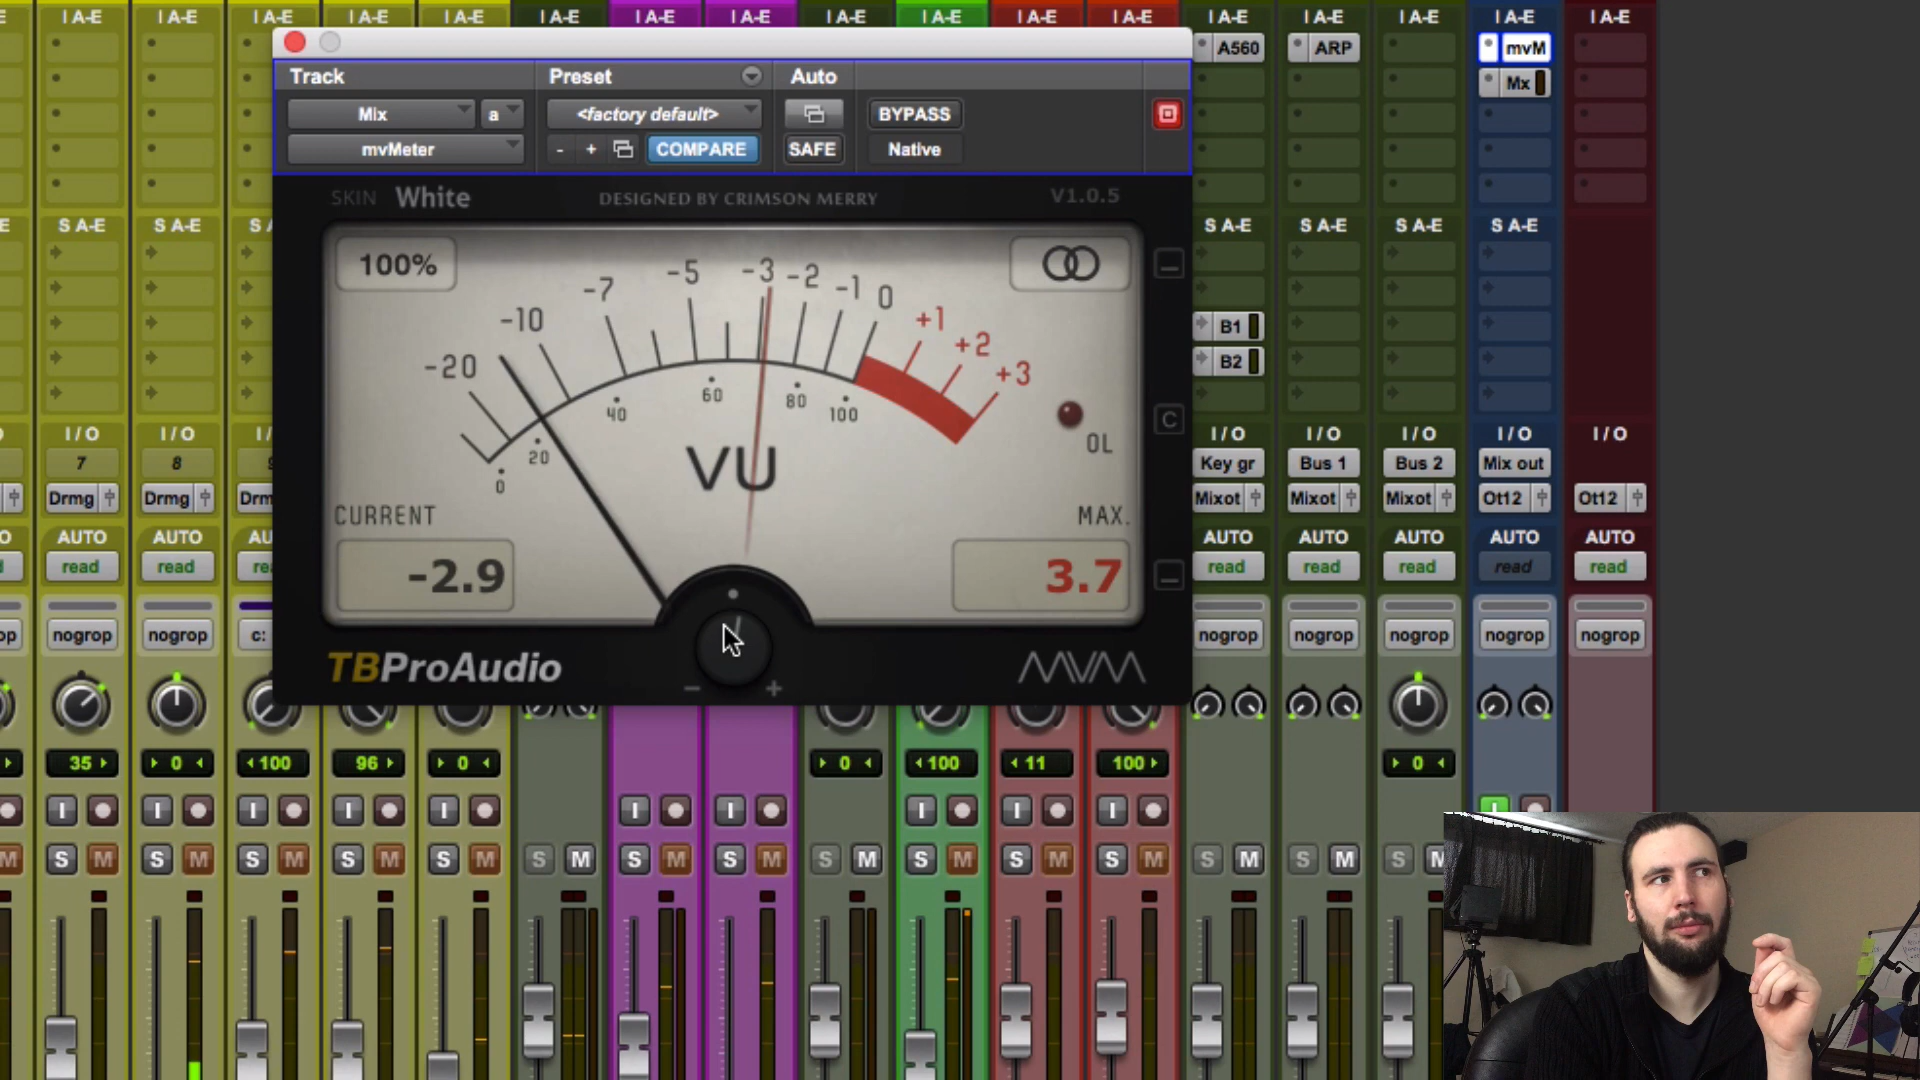 I A-E I A-E I A-E I A-E I A-E I A-E I A-E I A-E I A-E I A-E I A-E I A-E I A-E I A-E I A-E I A-E I A-E
A560 ARP mvM
Mx
Track Preset Auto
Mix a <factory default> BYPASS
mvMeter - + COMPARE SAFE Native
SKIN White DESIGNED BY CRIMSON MERRY V1.0.5
S A-E S A-E S A-E S A-E S A-E S A-E
100%
-20 -10 -7 -5 -3 -2 -1 0 +1 +2 +3
0 20 40 60 80 100
VU
OL
C
B1
B2
CURRENT MAX.
-2.9 3.7
TBProAudio MVM
- +
I/O I/O I/O I/O I/O I/O I/O
7 8 Key gr Bus 1 Bus 2 Mix out
Drmg Drmg Drm Mixot Mixot Mixot Ot12 Ot12
AUTO AUTO AU AUTO AUTO AUTO AUTO AUTO
read read re read read read read read
nogrop nogrop c: nogrop nogrop nogrop nogrop nogrop
35 0 100 96 0 0 100 11 100 0
I I I I I I I I I I I
S M S M S M S M S M S M S M S M S M S M S M S M S M S M S M